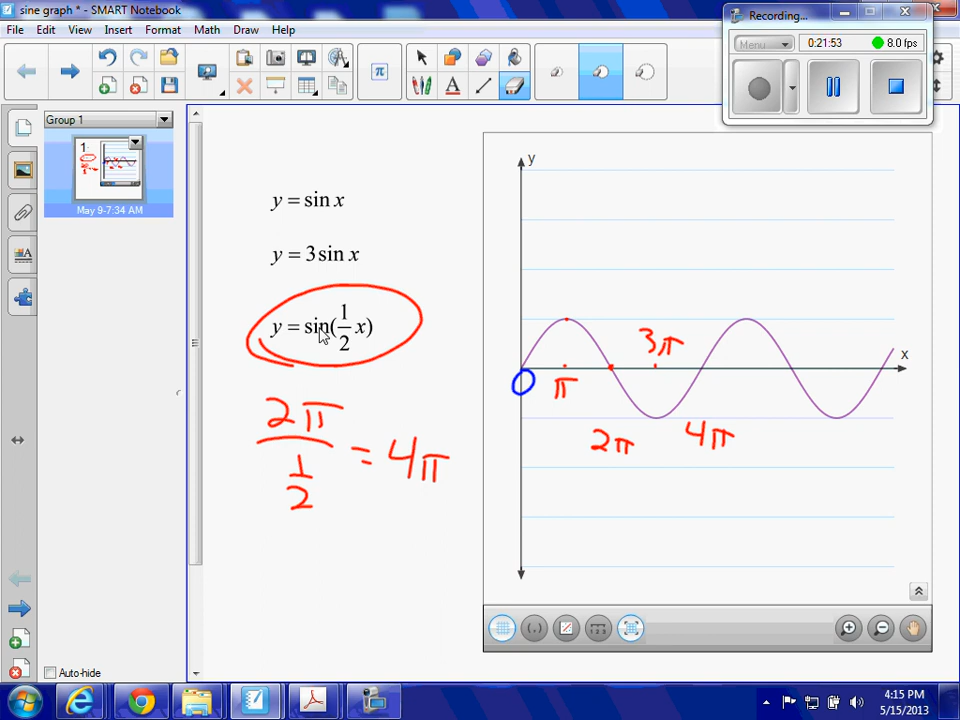 sine graph * - SMART Notebook
Recording...
File Edit View Insert Format Math Draw Help
Menu
0:21:53
8.0 fps
π
A
Group 1
1
May 9-7:34 AM
y = sin x
y = 3 sin x
y = sin(1/2 x)
2π / 1/2 = 4π
y
x
0
π
2π
3π
4π
Auto-hide
4:15 PM
5/15/2013